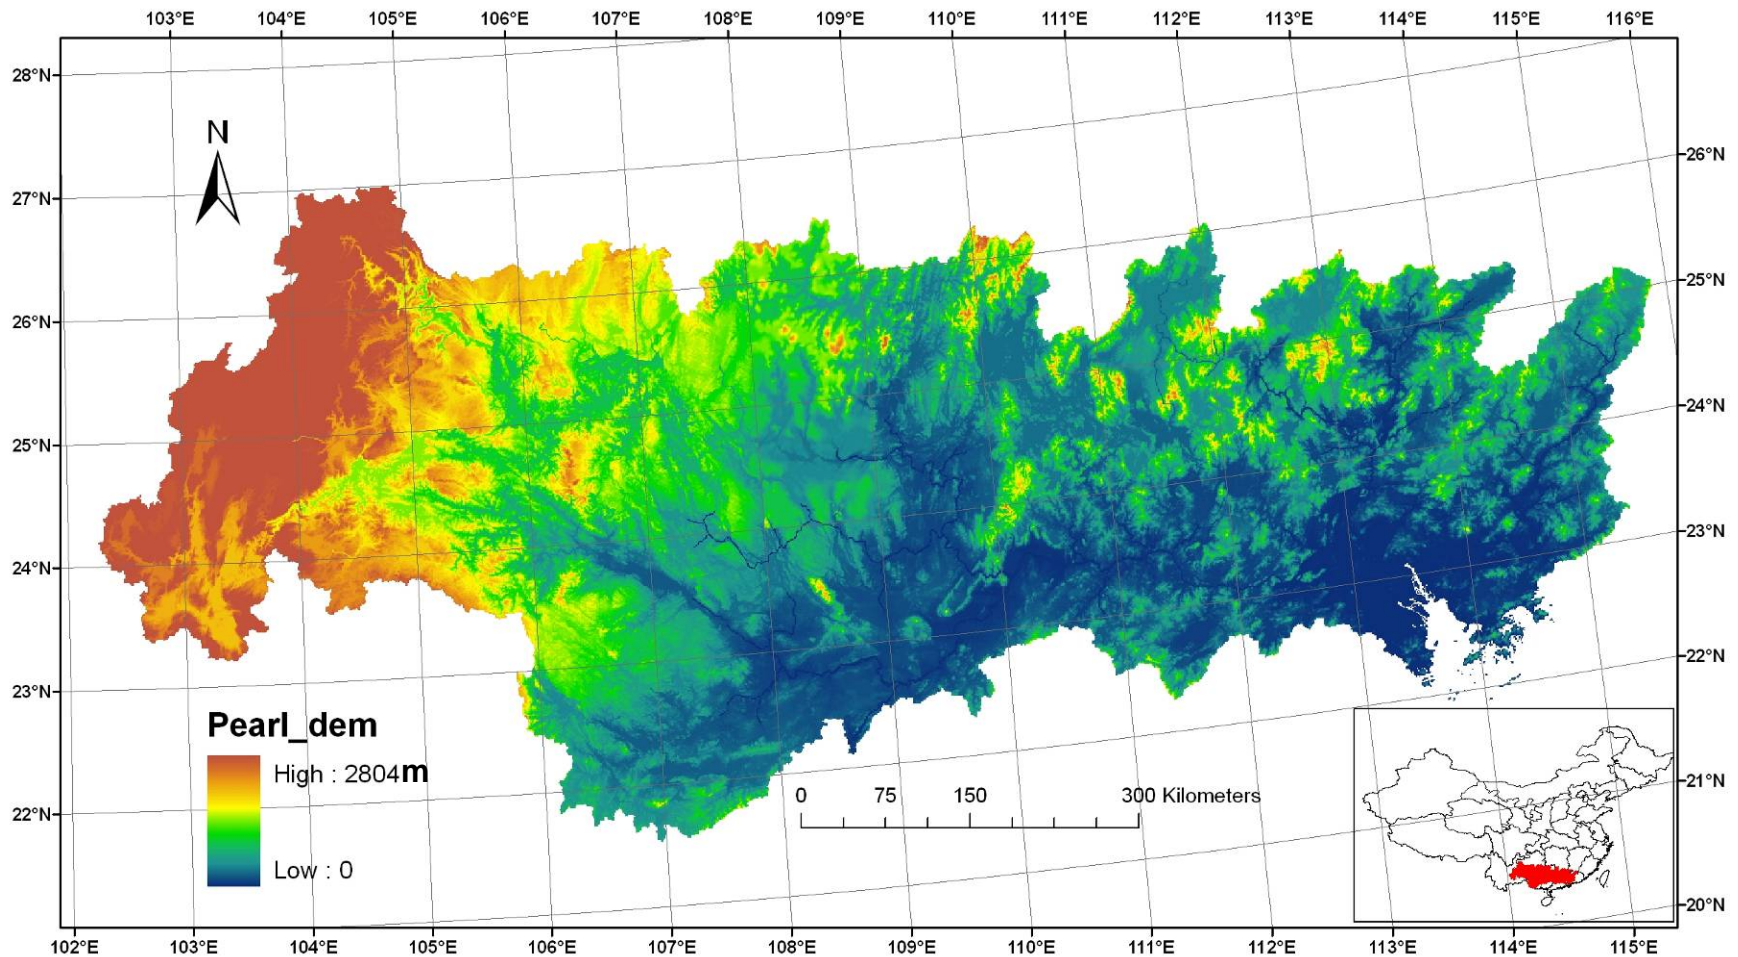 103°E 104°E 105°E 106°E 107°E 108°E 109°E 110°E 111°E 112°E 113°E 114°E 115°E 116°E
28°N
N
26°N
27°N
25°N
26°N
24°N
25°N
23°N
24°N
22°N
23°N
Pearl_dem
High : 2804m
21°N
0 75 150 300 Kilometers
22°N
Low : 0
20°N
102°E 103°E 104°E 105°E 106°E 107°E 108°E 109°E 110°E 111°E 112°E 113°E 114°E 115°E